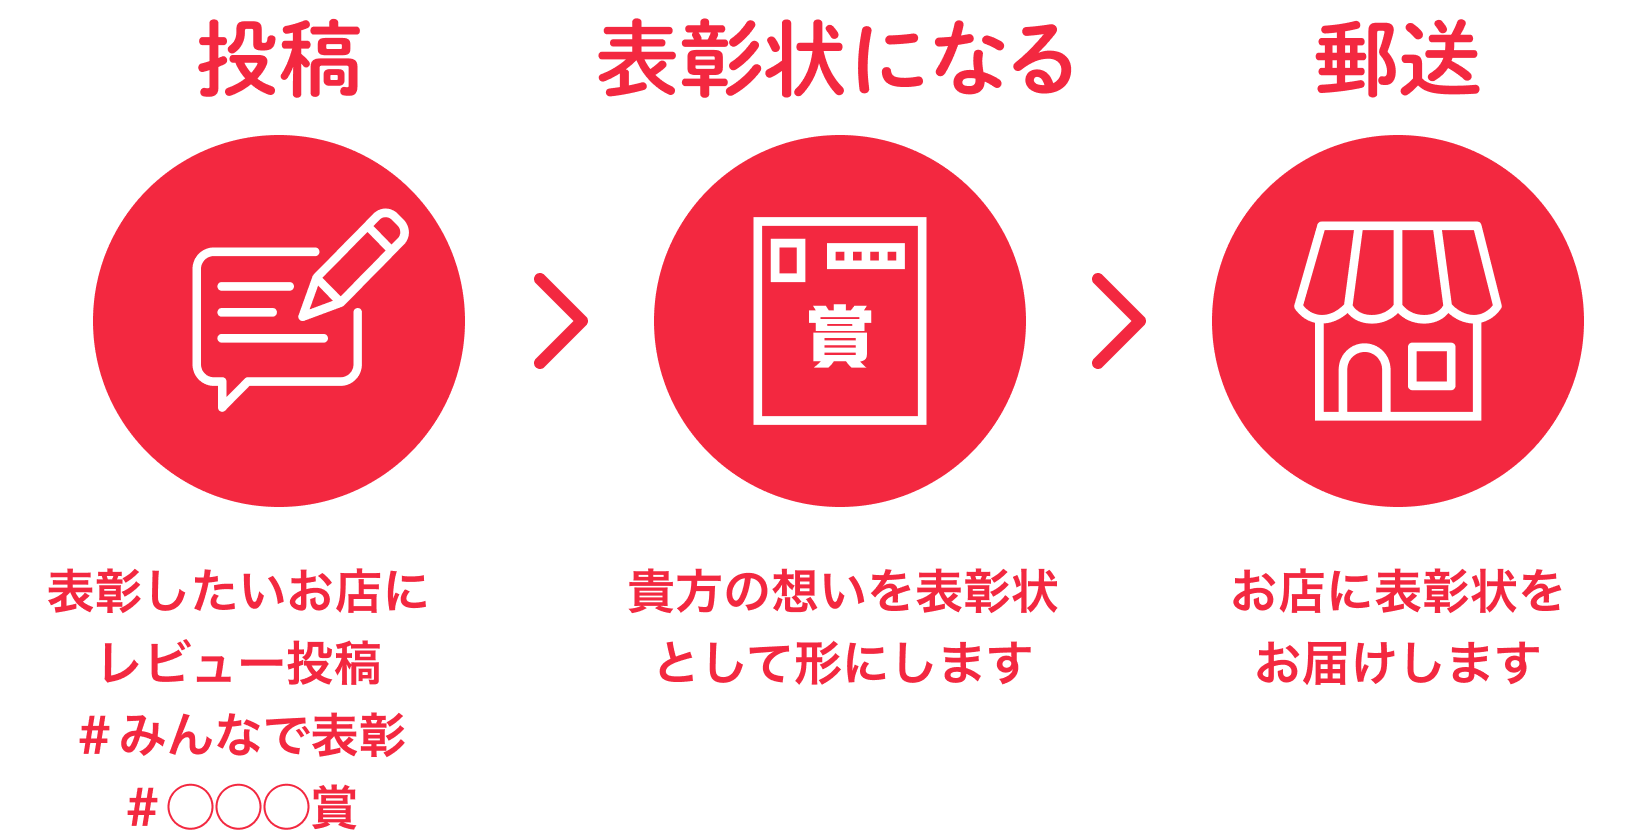 投稿
表彰状になる
郵送
賞
表彰したいお店に
レビュー投稿
#みんなで表彰
#◯◯◯賞
貴方の想いを表彰状
として形にします
お店に表彰状を
お届けします